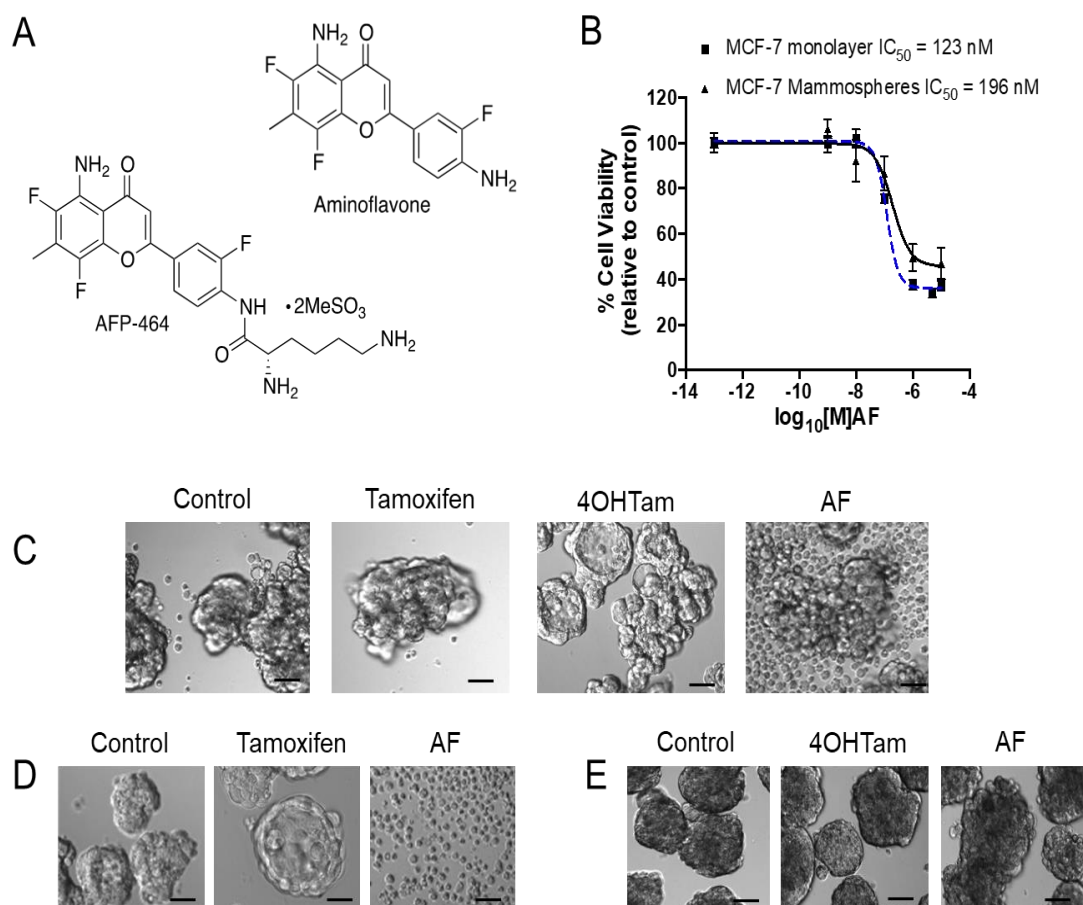 A
NH2
O
F
F
O
F
NH2
Aminoflavone
NH2
O
F
F
O
F
NH
•2MeSO3
AFP-464
O
NH2
NH2
B
MCF-7 monolayer IC50 = 123 nM
MCF-7 Mammospheres IC50 = 196 nM
% Cell Viability
(relative to control)
120
100
80
60
40
20
0
-14 -12 -10 -8 -6 -4
log10[M]AF
C
Control Tamoxifen 4OHTam AF
D
Control Tamoxifen AF
E
Control 4OHTam AF